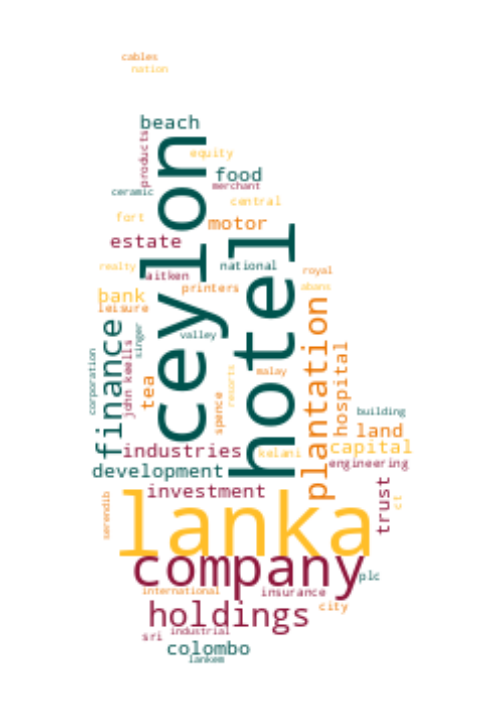 cables
nation
beach
products
ceylon
equity
food
merchant
ceramic
central
fort
motor
estate
hotel
national
realty
aitken
royal
printers
abans
bank
leisure
plantation
finance
singer
valley
john keells
hospital
corporation
malay
tea
resorts
spence
building
land
industries
kelani
capital
development
engineering
investment
trust
serendib
ct
lanka
company
plc
international
insurance
holdings
city
sri
industrial
colombo
lankem